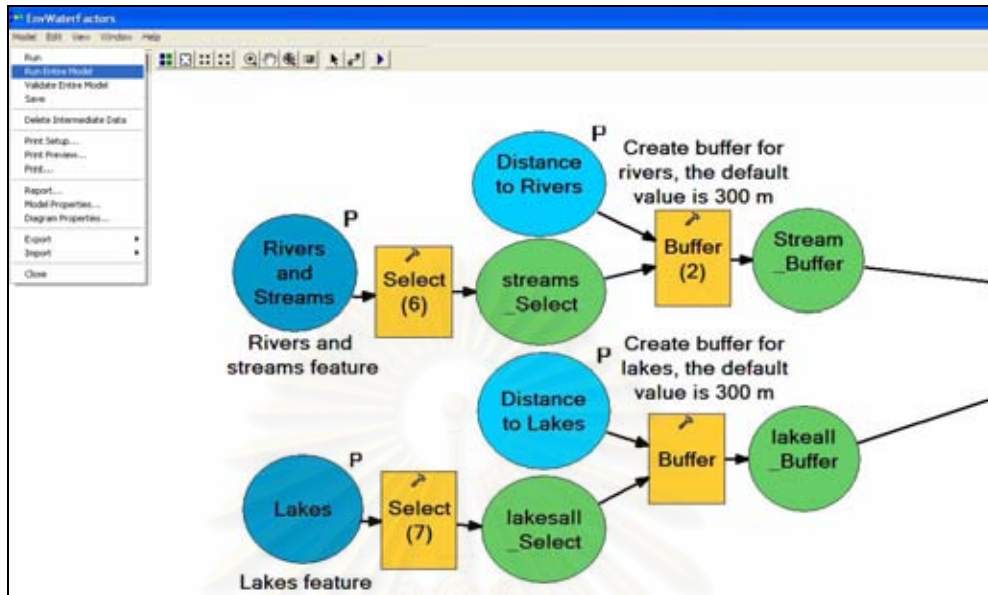 EnvWaterFactors
Model Edit View Window Help
Run
Run Entire Model
Validate Entire Model
Save
Delete Intermediate Data
Print Setup...
Print Preview...
Print...
Report...
Model Properties...
Diagram Properties...
Export
Import
Close
P
Distance
to Rivers
Create buffer for
rivers, the default
value is 300 m
P
Rivers
and
Streams
Select
(6)
streams
_Select
Buffer
(2)
Stream
_Buffer
Rivers and
streams feature
P
Distance
to Lakes
Create buffer for
lakes, the default
value is 300 m
P
Lakes
Select
(7)
lakesall
_Select
Buffer
lakeall
_Buffer
Lakes feature